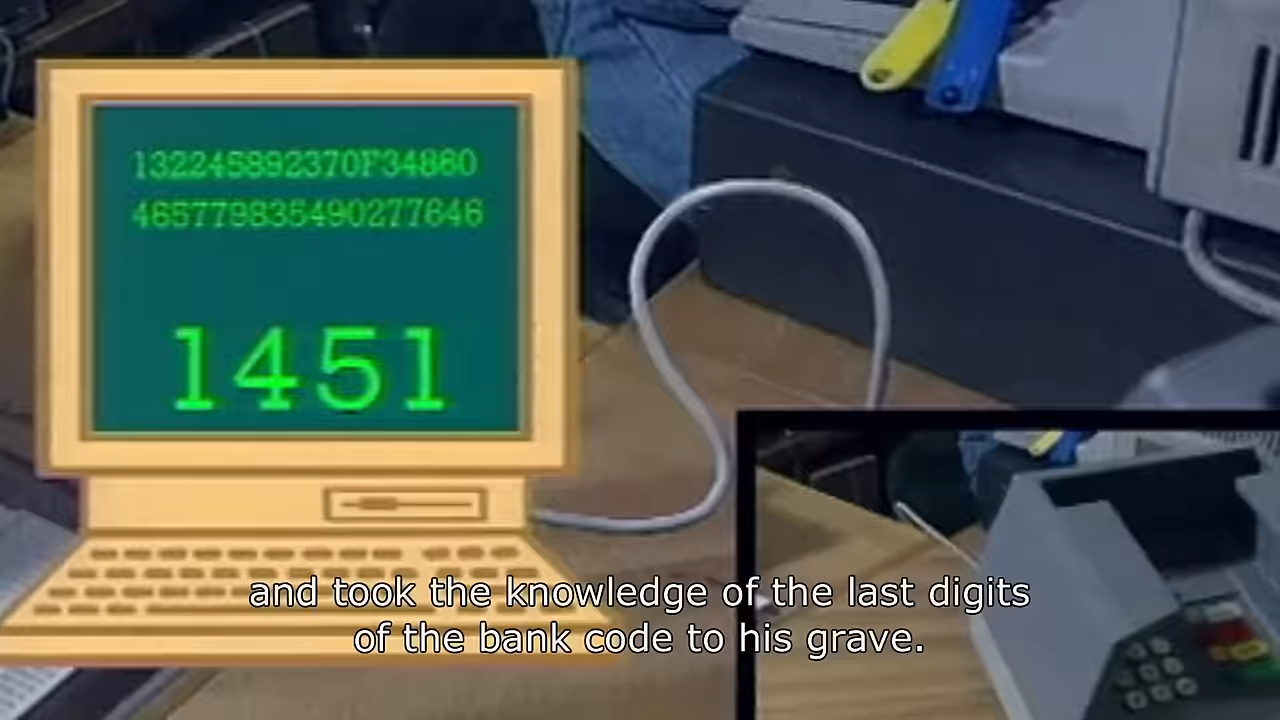 132245892370F34860
465779835490277646
1451
and took the knowledge of the last digits
of the bank code to his grave.